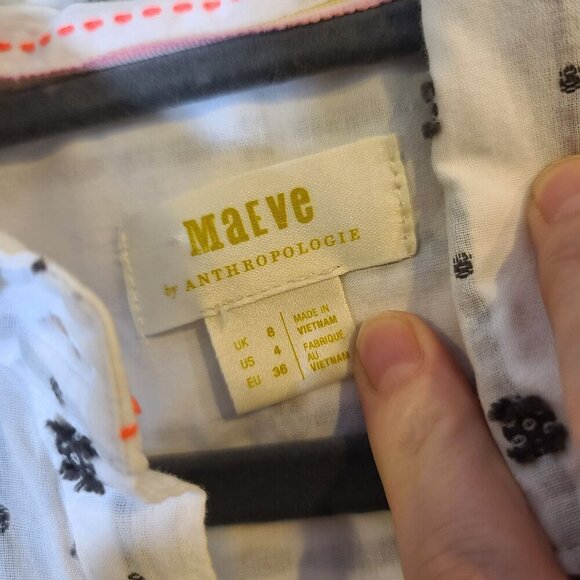 MaEVe
by ANTHROPOLOGIE
UK 8
US 4
EU 36
MADE IN
VIETNAM
FABRIQUÉ
AU
VIETNAM